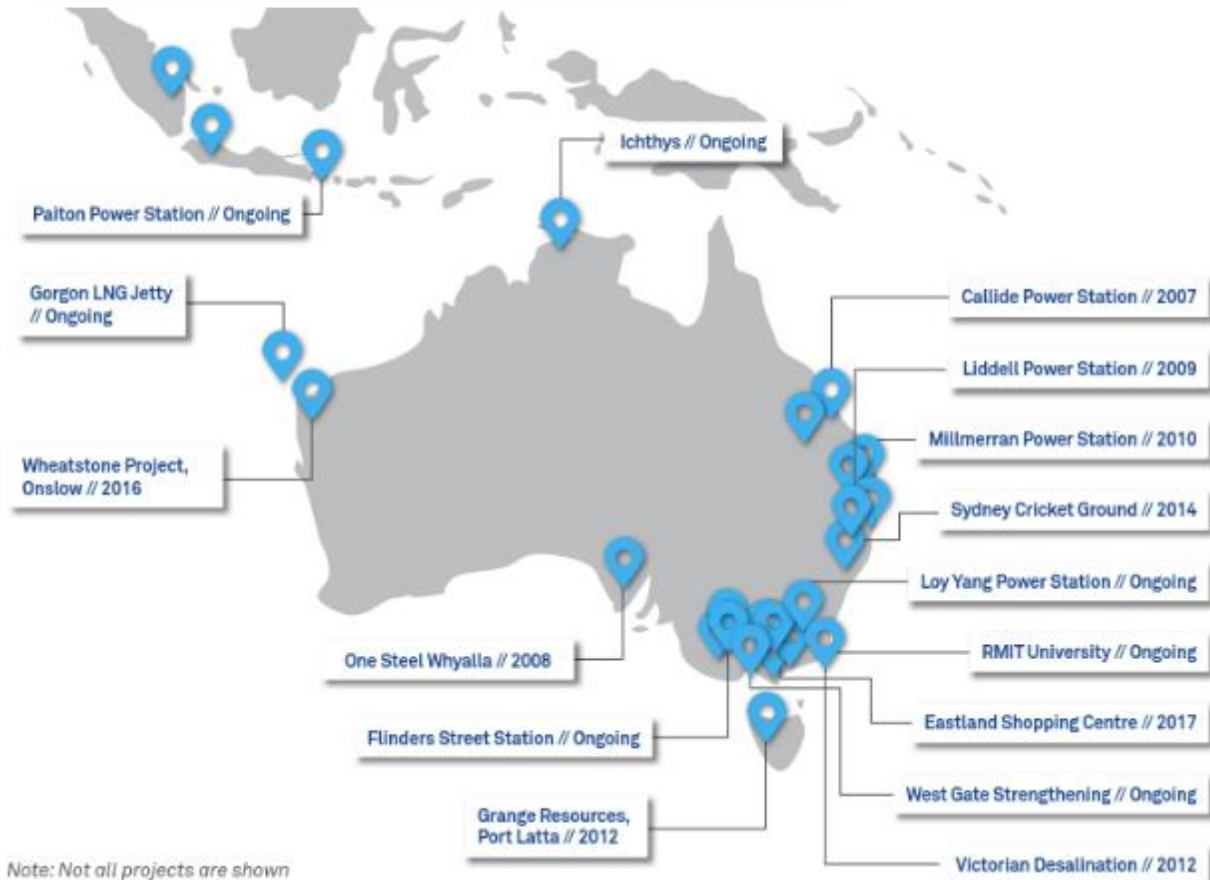 Ichthys // Ongoing
Paiton Power Station // Ongoing
Gorgon LNG Jetty
// Ongoing
Callide Power Station // 2007
Liddell Power Station // 2009
Millmerran Power Station // 2010
Wheatstone Project,
Onslow // 2016
Sydney Cricket Ground // 2014
Loy Yang Power Station // Ongoing
One Steel Whyalla // 2008
RMIT University // Ongoing
Flinders Street Station // Ongoing
Eastland Shopping Centre // 2017
West Gate Strengthening // Ongoing
Grange Resources,
Port Latta // 2012
Victorian Desalination // 2012
Note: Not all projects are shown